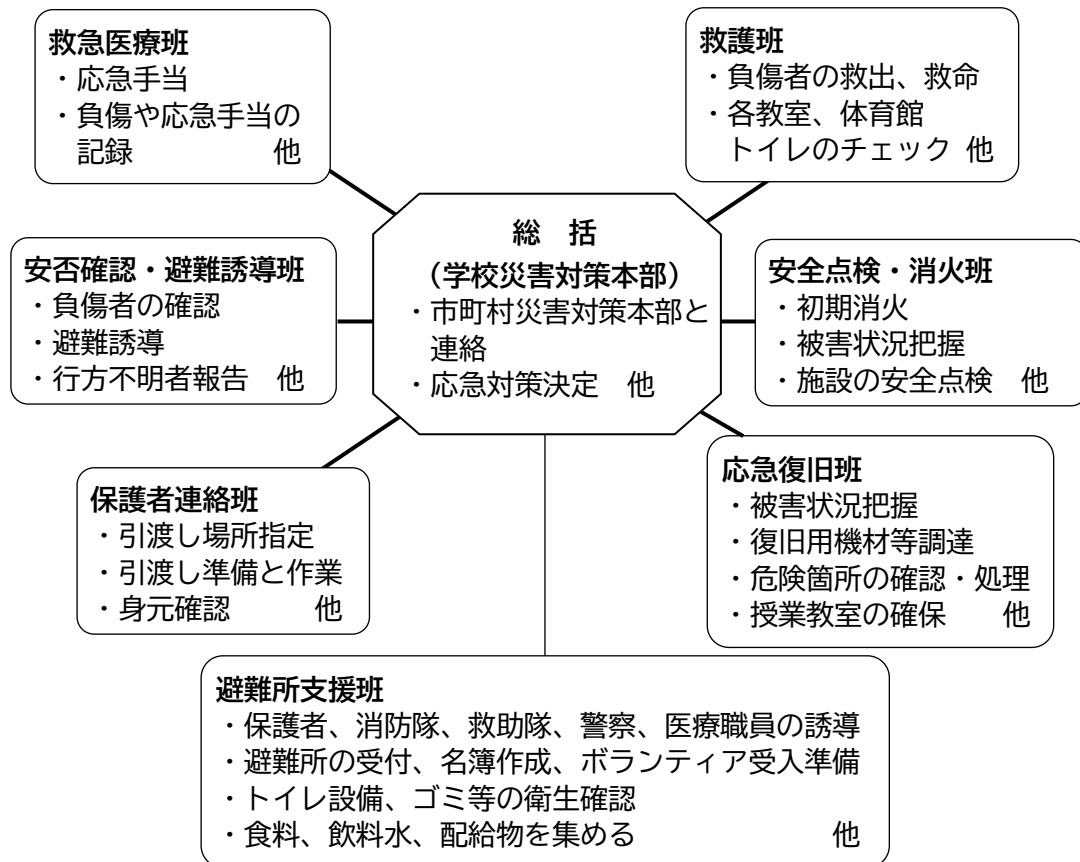 救急医療班
・応急手当
・負傷や応急手当の
記録　　　　　他
救護班
・負傷者の救出、救命
・各教室、体育館
トイレのチェック 他
総　括
（学校災害対策本部）
・市町村災害対策本部と
連絡
・応急対策決定　他
安否確認・避難誘導班
・負傷者の確認
・避難誘導
・行方不明者報告　他
安全点検・消火班
・初期消火
・被害状況把握
・施設の安全点検　他
保護者連絡班
・引渡し場所指定
・引渡し準備と作業
・身元確認　　　他
応急復旧班
・被害状況把握
・復旧用機材等調達
・危険箇所の確認・処理
・授業教室の確保　　他
避難所支援班
・保護者、消防隊、救助隊、警察、医療職員の誘導
・避難所の受付、名簿作成、ボランティア受入準備
・トイレ設備、ゴミ等の衛生確認
・食料、飲料水、配給物を集める　　　　　　　他